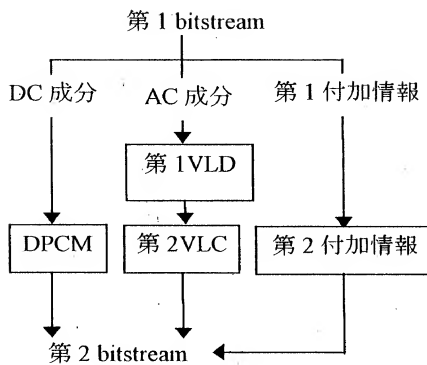 第 1 bitstream
DC 成分 AC 成分 第 1 付加情報
第 1VLD
DPCM 第 2VLC 第 2 付加情報
第 2 bitstream